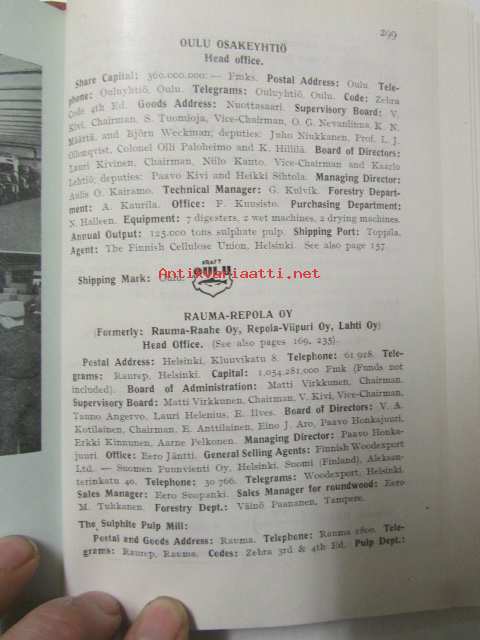 299
OULU OSAKEYHTIÖ
Head office.
Share Capital: 360.000.000:— Fmks. Postal Address: Oulu. Tele-
phone: Ouluyhtiö, Oulu. Telegrams: Ouluyhtiö, Oulu. Code: Zebra
Code 4th Ed. Goods Address: Nuottasaari. Supervisory Board: V.
Kivi, Chairman, S. Tuomioja, Vice-Chairman, O. G. Nevanlinna, K. N.
Määttä, and Björn Weckman; deputies: Juho Niukkanen, Prof. L. J.
Ollonqvist, Colonel Olli Paloheimo and K. Hillilä. Board of Directors:
Lauri Kivinen, Chairman, Niilo Kanto, Vice-Chairman and Kaarlo
Lehtiö; deputies: Paavo Kivi and Heikki Sihtola. Managing Director:
Aulis O. Kairamo. Technical Manager: G. Kulvik. Forestry Depart-
ment: A. Kaurila. Office: F. Kuusisto. Purchasing Department:
N. Halleen. Equipment: 7 digesters, 2 wet machines, 2 drying machines.
Annual Output: 125.000 tons sulphate pulp. Shipping Port: Toppila.
Agent: The Finnish Cellulose Union, Helsinki. See also page 157.
KRAFT
Shipping Mark: Oulu. OULU
Antikvariaatti.net
RAUMA-REPOLA OY
(Formerly: Rauma-Raahe Oy, Repola-Viipuri Oy, Lahti Oy)
Head Office. (See also pages 169, 235).
Postal Address: Helsinki, Kluuvikatu 8. Telephone: 61 928. Tele-
grams: Raurep, Helsinki. Capital: 1,054,281,000 Fmk (Funds not
included). Board of Administration: Matti Virkkunen, Chairman.
Supervisory Board: Matti Virkkunen, Chairman, V. Kivi, Vice-Chairman,
Tauno Angervo, Lauri Helenius, E. Ilves. Board of Directors: V. A.
Kotilainen, Chairman, E. Anttilainen, Eino J. Aro, Paavo Honkajuuri,
Erkki Kinnunen, Aarne Pelkonen. Managing Director: Paavo Honka-
juuri. Office: Eero Jäntti. General Selling Agents: Finnish Woodexport
Ltd. — Suomen Puunvienti Oy, Helsinki, Suomi (Finland), Aleksan-
terinkatu 40. Telephone: 30 766. Telegrams: Woodexport, Helsinki.
Sales Manager: Eero Soopanki. Sales Manager for roundwood: Eero
M. Tukkanen. Forestry Dept.: Väinö Paananen, Tampere.
The Sulphite Pulp Mill:
Postal and Goods Address: Rauma. Telephone: Rauma 2800. Tele-
grams: Raurep, Rauma. Codes: Zebra 3rd & 4th Ed. Pulp Dept.: